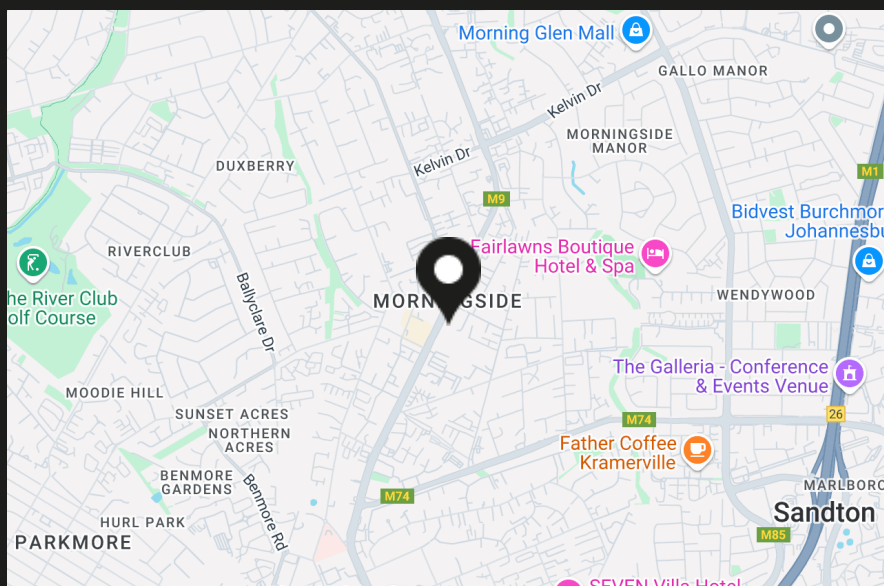 Morning Glen Mall
GALLO MANOR
Kelvin Dr
MORNINGSIDE
MANOR
Kelvin Dr
DUXBERRY
M1
M9
Bidvest Burchmor
Johannesbu
Fairlawns Boutique
Hotel & Spa
RIVERCLUB
Ballyclare Dr
he River Club
olf Course
MORNINGSIDE
WENDYWOOD
The Galleria - Conference
& Events Venue
MOODIE HILL
SUNSET ACRES
NORTHERN
ACRES
M74
26
Father Coffee
Kramerville
BENMORE
GARDENS
Benmore Rd
M74
MARLBORO
Sandton
HURL PARK
PARKMORE
M85
SEVEN Villa Hotel